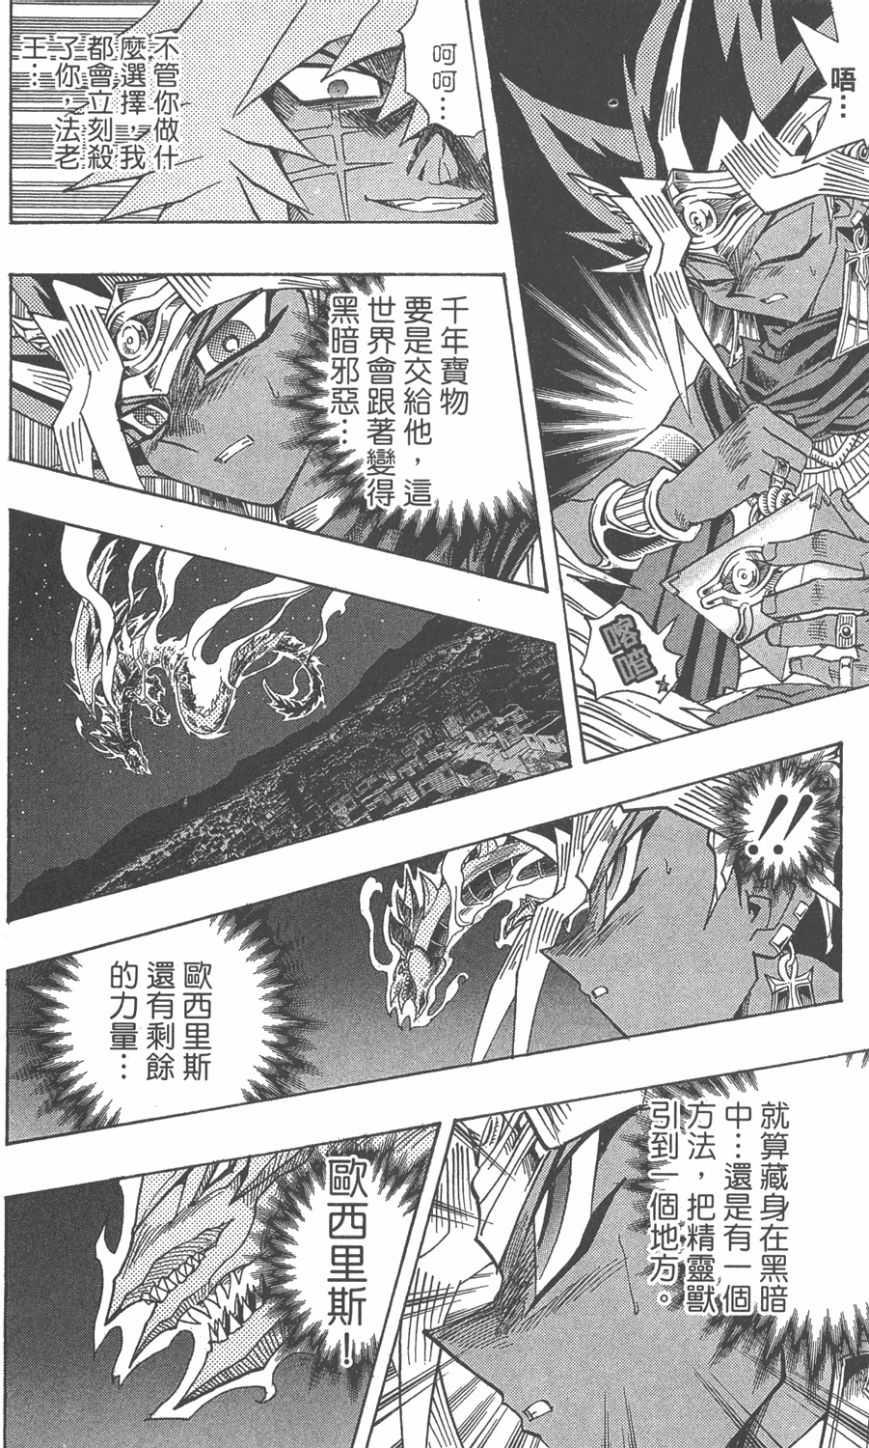 唔…
喀
喳
呵呵…
不管你做什
麼選擇，我
都會立刻殺
了你，法老
王…
千年寶物
要是交給他，這
世界會跟著變得
黑暗邪惡…
!!
歐西里斯
還有剩餘
的力量…
就算藏身在黑暗
中…還是有一個
方法，把精靈獸
引到一個地方。
歐西里斯！